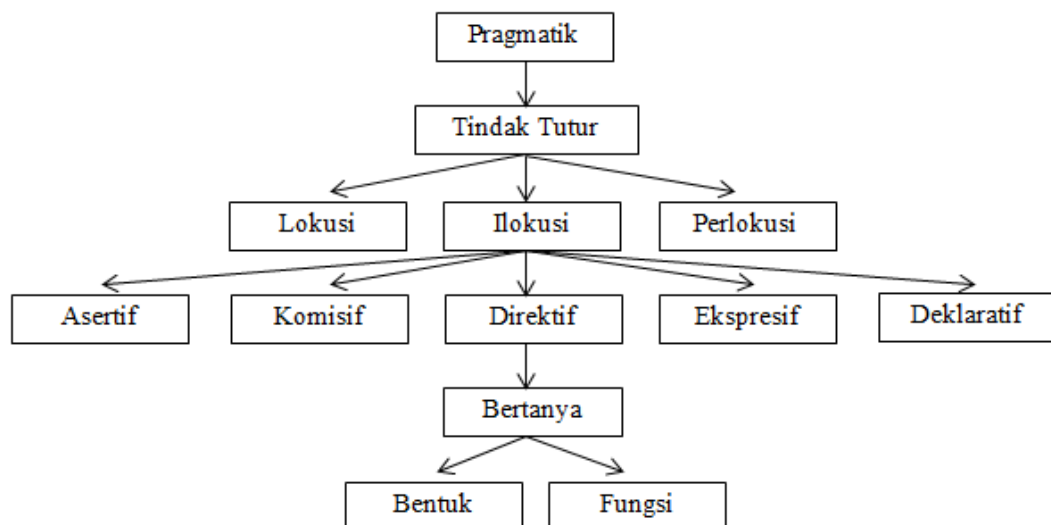 Pragmatik
Tindak Tutur
Lokusi
Ilokusi
Perlokusi
Asertif
Komisif
Direktif
Ekspresif
Deklaratif
Bertanya
Bentuk
Fungsi